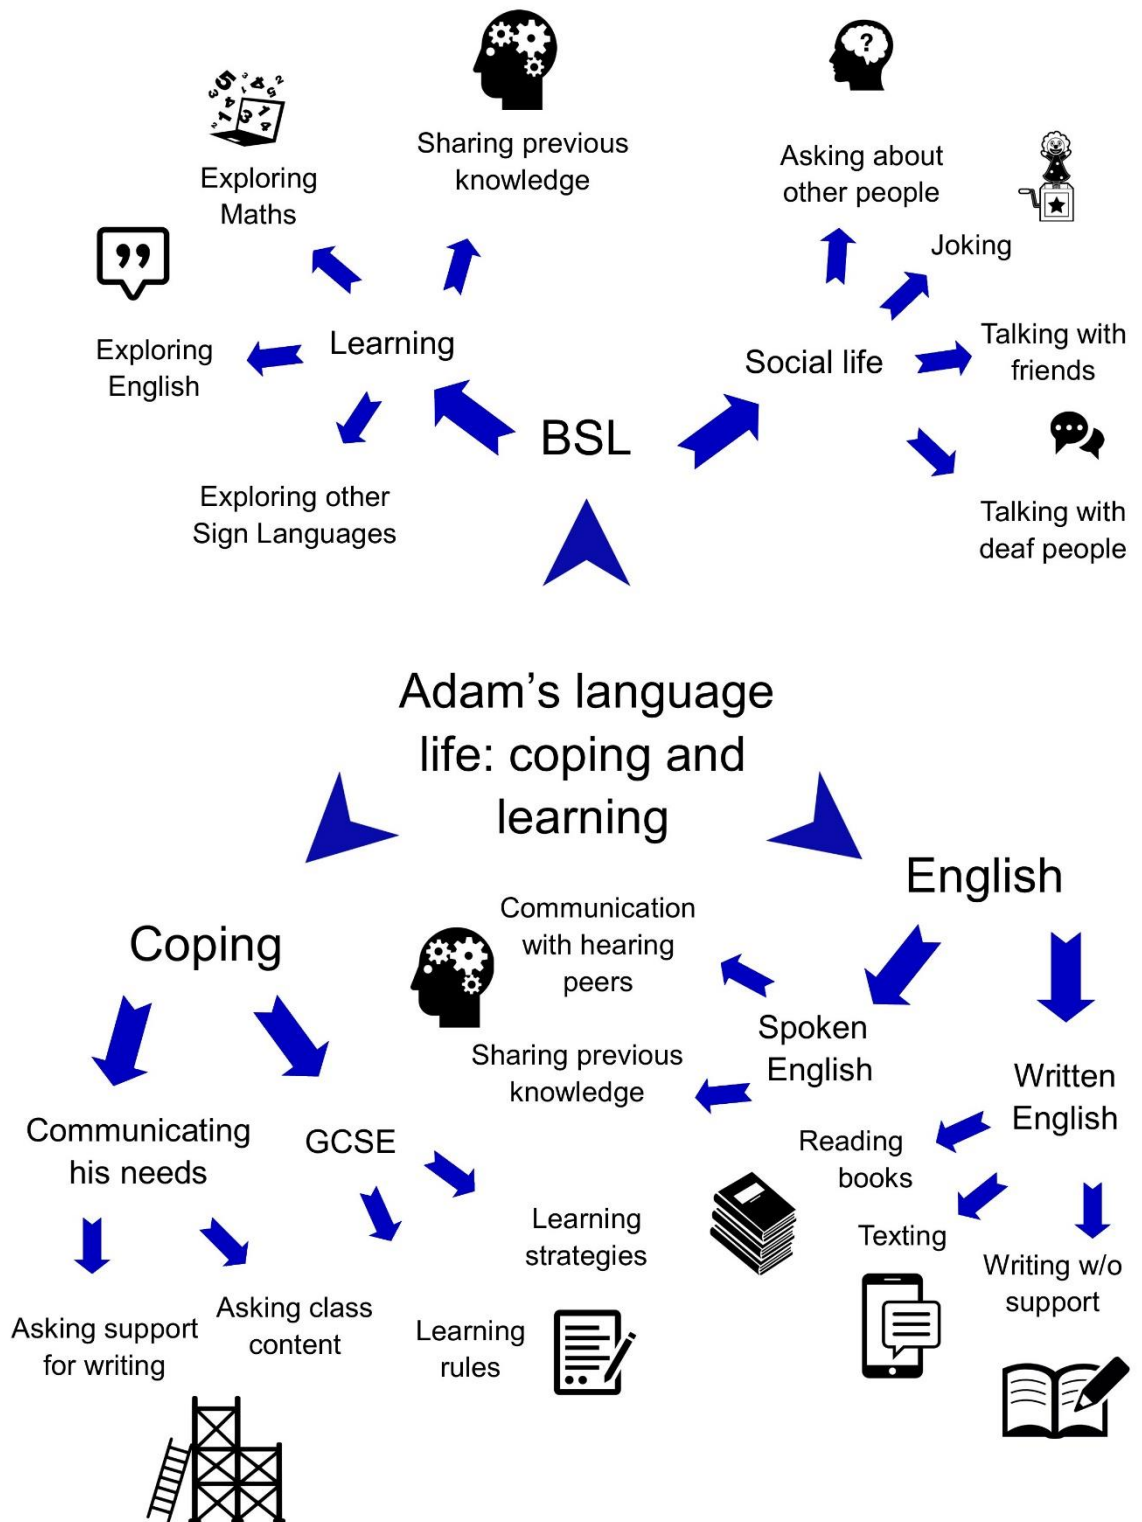 Sharing previous
knowledge
Asking about
other people
Exploring
Maths
Joking
Exploring
English
Learning
Social life
Talking with
friends
BSL
Exploring other
Sign Languages
Talking with
deaf people
Adam's language
life: coping and
learning
Coping
English
Communication
with hearing
peers
Spoken
English
Sharing previous
knowledge
Written
English
Communicating
his needs
GCSE
Reading
books
Learning
strategies
Texting
Writing w/o
support
Asking support
for writing
Asking class
content
Learning
rules